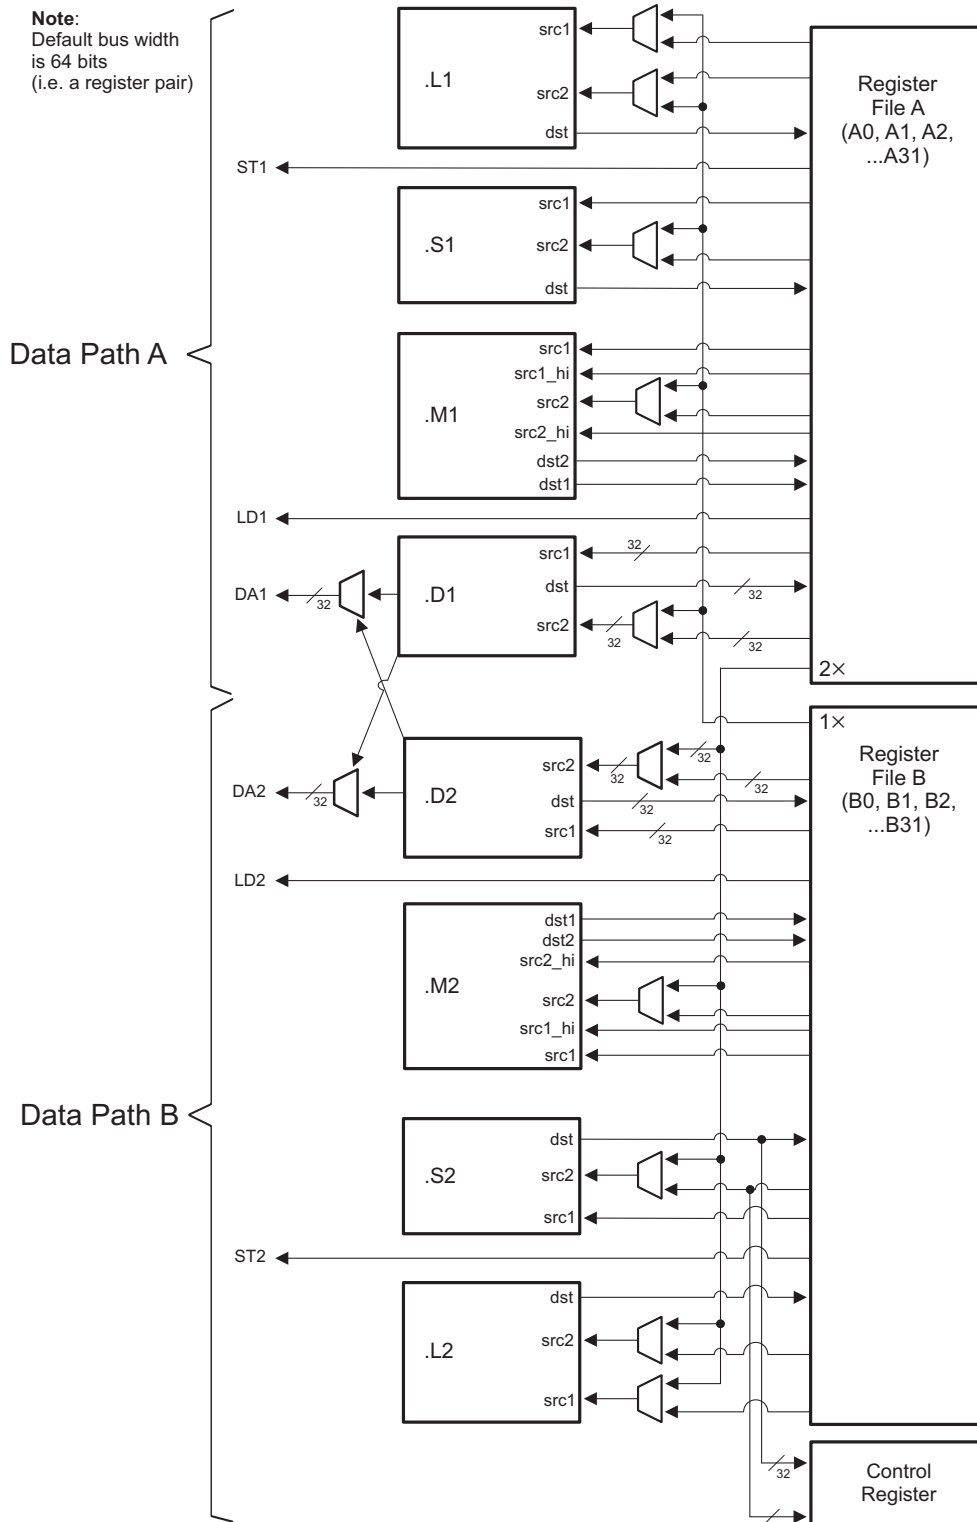 Note:
Default bus width
is 64 bits
(i.e. a register pair)
src1
.L1
src2
dst
Register
File A
(A0, A1, A2,
...A31)
ST1
src1
.S1
src2
dst
Data Path A
src1
src1_hi
.M1
src2
src2_hi
dst2
dst1
LD1
32
src1
.D1
dst
32
DA1
32
src2
32
32
2×
1×
Register
File B
(B0, B1, B2,
...B31)
32
src2
32
32
DA2
32
.D2
dst
32
src1
32
LD2
dst1
dst2
src2_hi
.M2
src2
src1_hi
src1
Data Path B
dst
.S2
src2
src1
ST2
dst
.L2
src2
src1
32
Control
Register